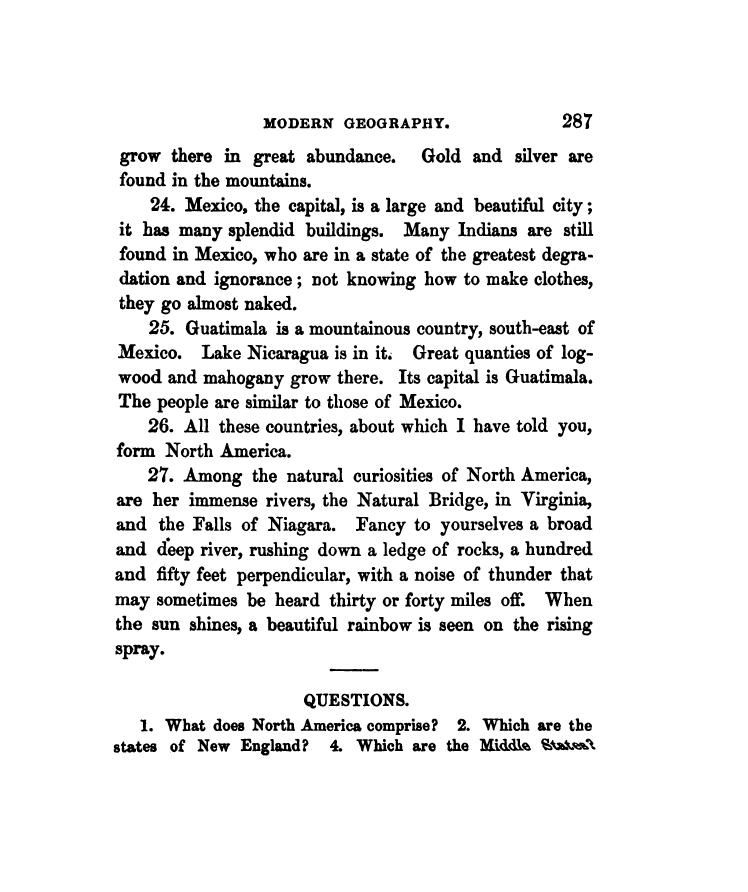 MODERN GEOGRAPHY. 287
grow there in great abundance. Gold and silver are
found in the mountains.
24. Mexico, the capital, is a large and beautiful city;
it has many splendid buildings. Many Indians are still
found in Mexico, who are in a state of the greatest degra-
dation and ignorance; not knowing how to make clothes,
they go almost naked.
25. Guatimala is a mountainous country, south-east of
Mexico. Lake Nicaragua is in it. Great quanties of log-
wood and mahogany grow there. Its capital is Guatimala.
The people are similar to those of Mexico.
26. All these countries, about which I have told you,
form North America.
27. Among the natural curiosities of North America,
are her immense rivers, the Natural Bridge, in Virginia,
and the Falls of Niagara. Fancy to yourselves a broad
and deep river, rushing down a ledge of rocks, a hundred
and fifty feet perpendicular, with a noise of thunder that
may sometimes be heard thirty or forty miles off. When
the sun shines, a beautiful rainbow is seen on the rising
spray.
QUESTIONS.
1. What does North America comprise? 2. Which are the
states of New England? 4. Which are the Middle States?